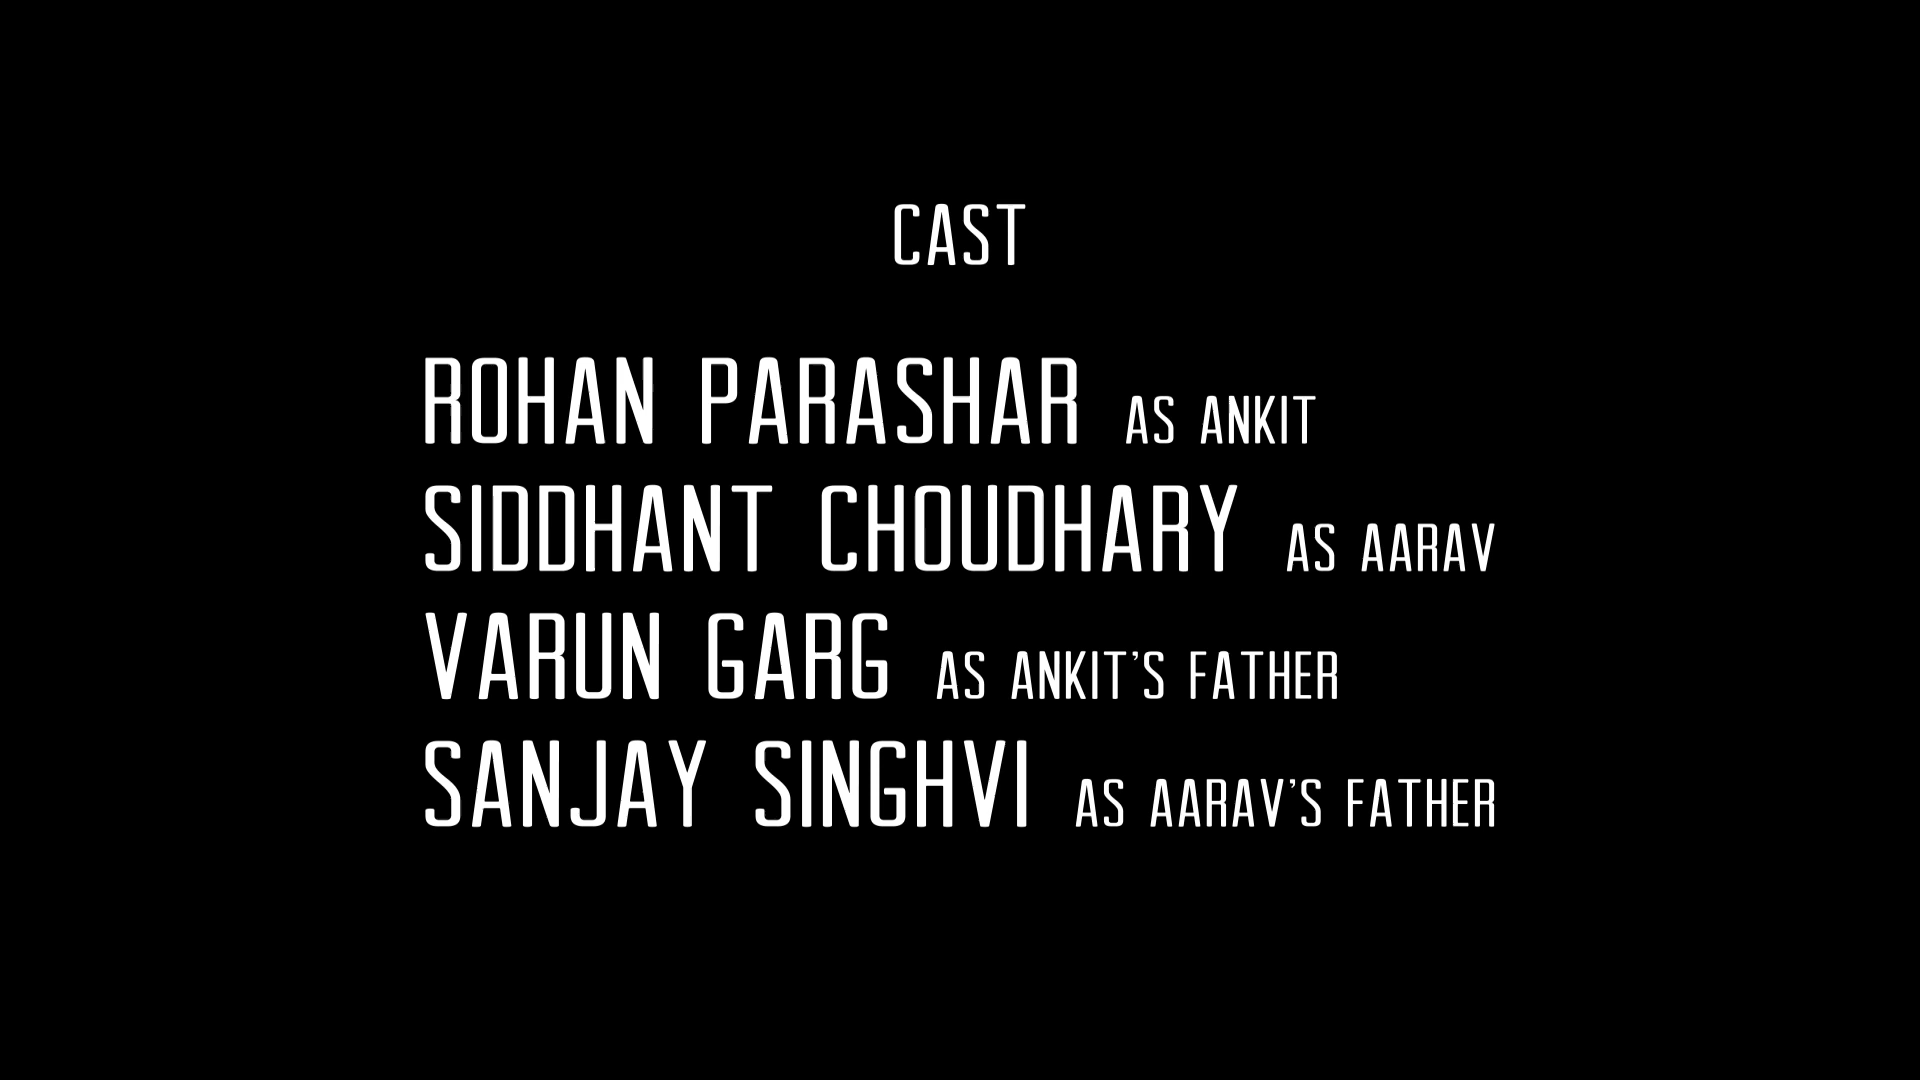 CAST
ROHAN PARASHAR AS ANKIT
SIDDHANT CHOUDHARY AS AARAV
VARUN GARG AS ANKIT'S FATHER
SANJAY SINGHVI AS AARAV'S FATHER